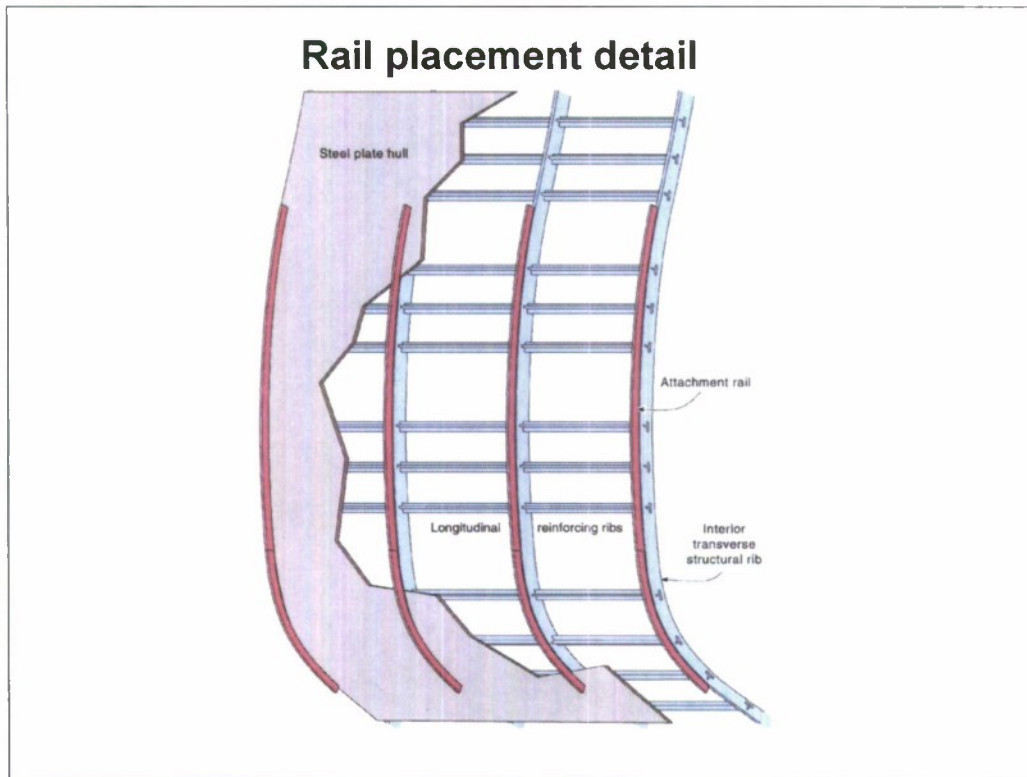 Rail placement detail
Steel plate hull
Attachment rail
Longitudinal reinforcing ribs
Interior
transverse
structural rib